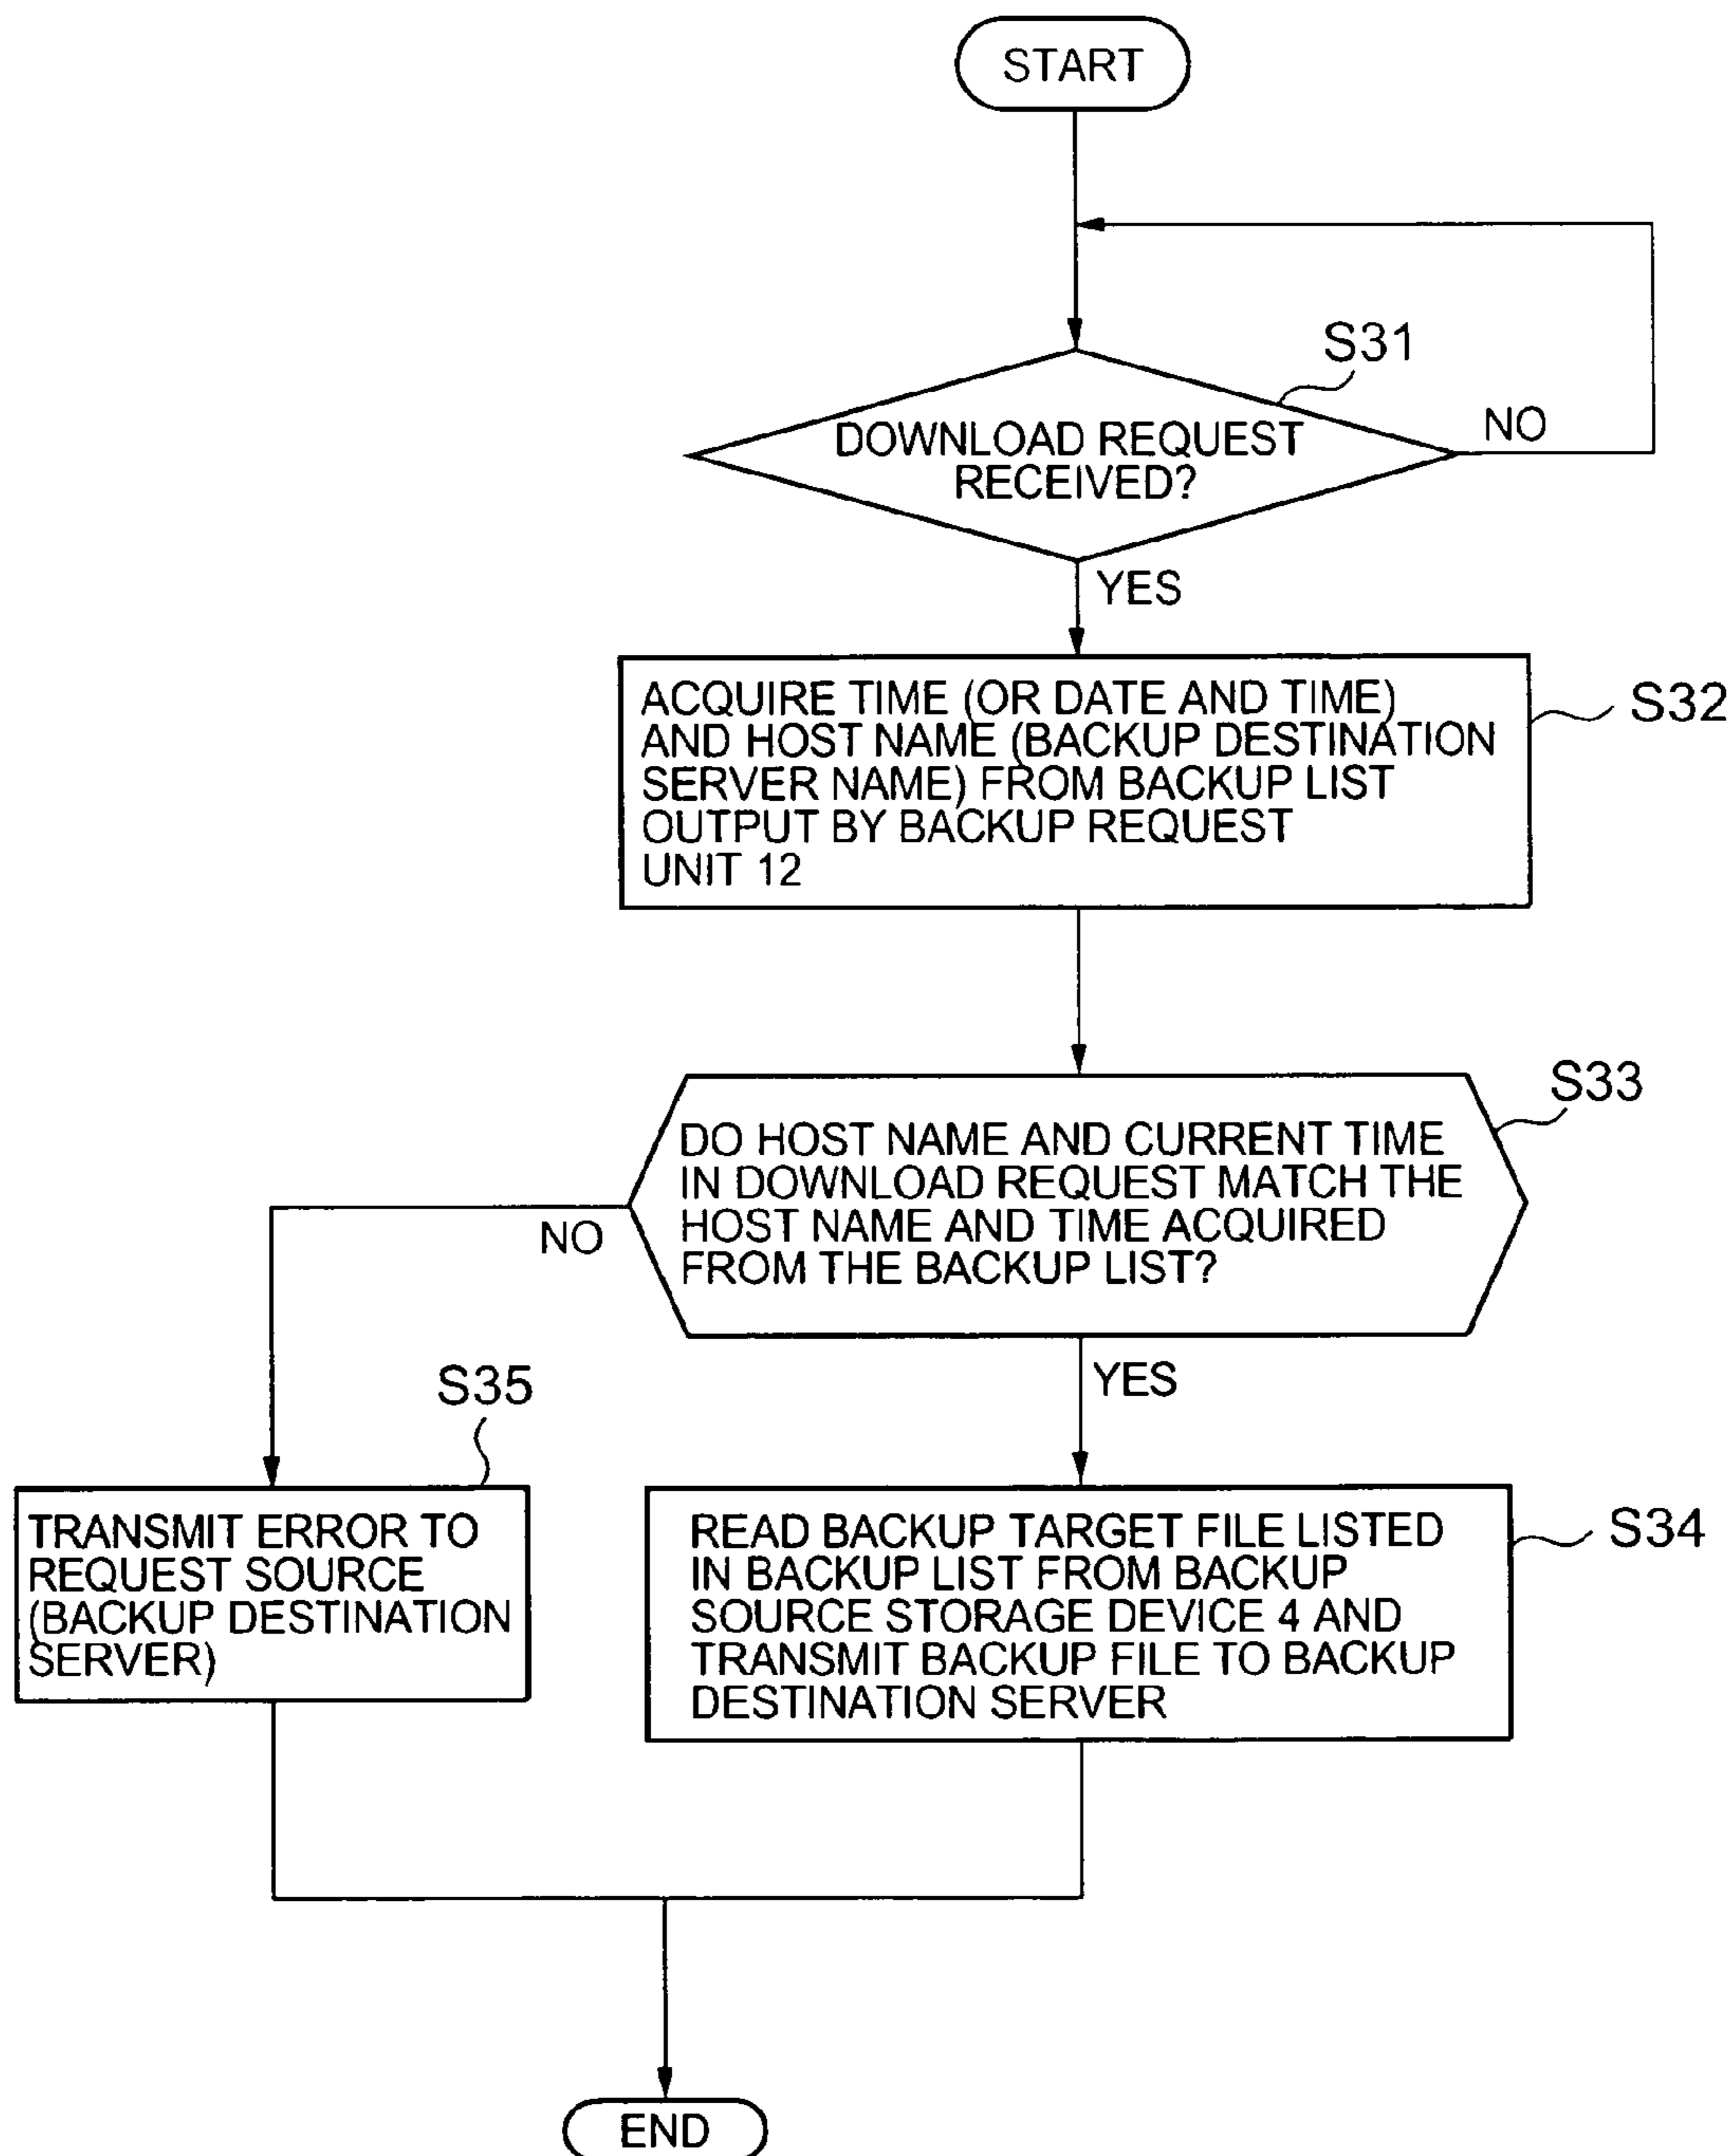 START
S31
DOWNLOAD REQUEST
RECEIVED?
NO
YES
ACQUIRE TIME (OR DATE AND TIME)
AND HOST NAME (BACKUP DESTINATION
SERVER NAME) FROM BACKUP LIST
OUTPUT BY BACKUP REQUEST
UNIT 12
S32
S33
DO HOST NAME AND CURRENT TIME
IN DOWNLOAD REQUEST MATCH THE
HOST NAME AND TIME ACQUIRED
FROM THE BACKUP LIST?
NO
YES
S35
TRANSMIT ERROR TO
REQUEST SOURCE
(BACKUP DESTINATION
SERVER)
READ BACKUP TARGET FILE LISTED
IN BACKUP LIST FROM BACKUP
SOURCE STORAGE DEVICE 4 AND
TRANSMIT BACKUP FILE TO BACKUP
DESTINATION SERVER
S34
END